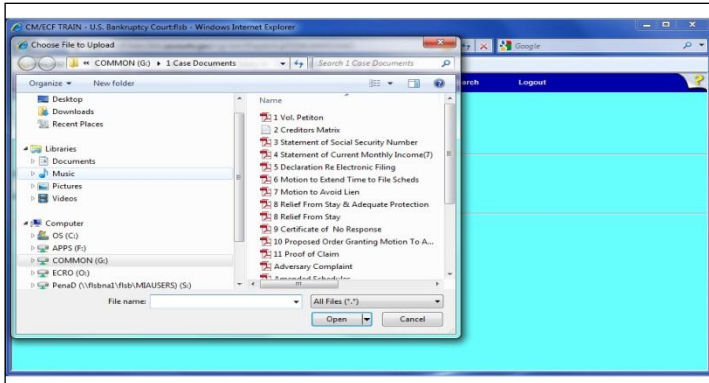 CM/ECF TRAIN - U.S. Bankruptcy Court:flsb - Windows Internet Explorer
Choose File to Upload
Google
« COMMON (G:) ▸ 1 Case Documents
Search 1 Case Documents
Organize
New folder
arch
Logout
Desktop
Downloads
Recent Places
Libraries
Documents
Music
Pictures
Videos
Computer
OS (C:)
APPS (F:)
COMMON (G:)
ECRO (O:)
PenaD (\\flsbna1\flsb\MIAUSERS) (S:)
Name
1 Vol. Petiton
2 Creditors Matrix
3 Statement of Social Security Number
4 Statement of Current Monthly Income(7)
5 Declaration Re Electronic Filing
6 Motion to Extend Time to File Scheds
7 Motion to Avoid Lien
8 Relief From Stay & Adequate Protection
8 Relief From Stay
9 Certificate of No Response
10 Proposed Order Granting Motion To A...
11 Proof of Claim
Adversary Complaint
Amended Schedules
File name:
All Files (*.*)
Open
Cancel